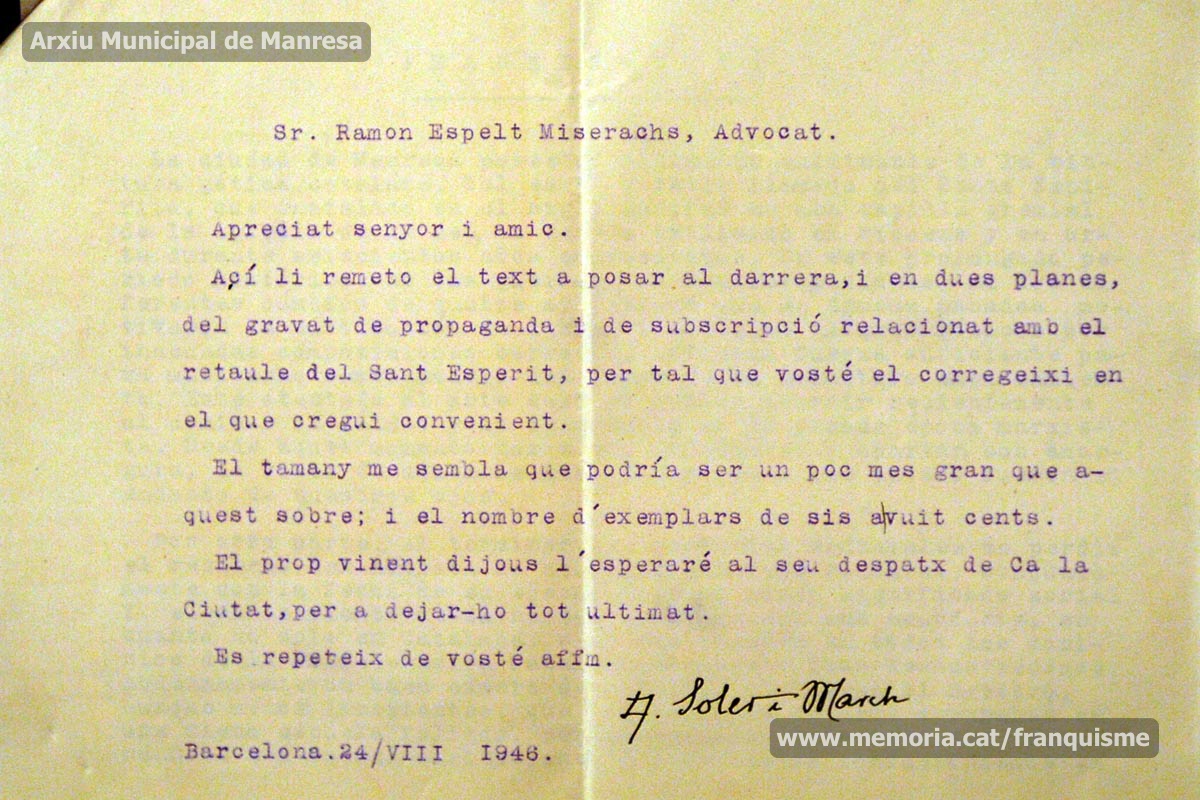 Arxiu Municipal de Manresa
Sr. Ramon Espelt Miserachs, Advocat.
Apreciat senyor i amic.
Açí li remeto el text a posar al darrera,i en dues planes,
del gravat de propaganda i de subscripció relacionat amb el
retaule del Sant Esperit, per tal que vosté el corregeixi en
el que cregui convenient.
El tamany me sembla que podría ser un poc mes gran que a-
quest sobre; i el nombre d´exemplars de sis a vuit cents.
El prop vinent dijous l´esperaré al seu despatx de Ca la
Ciutat,per a dejar-ho tot ultimat.
Es repeteix de vosté affm.
A. Soler i March
Barcelona.24/VIII 1946.
www.memoria.cat/franquisme